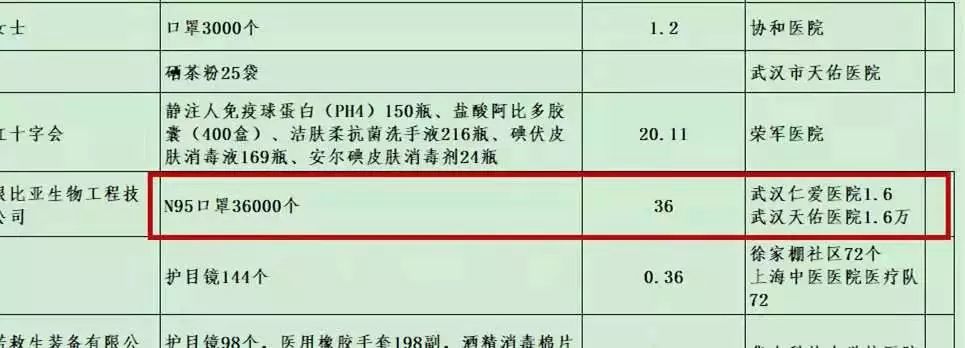 女士 口罩3000个 1.2 协和医院
硒茶粉25袋 武汉市天佑医院
静注人免疫球蛋白（PH4）150瓶、盐酸阿比多胶
红十字会 囊（400盒）、洁肤柔抗菌洗手液216瓶、碘伏皮 20.11 荣军医院
肤消毒液169瓶、安尔碘皮肤消毒剂24瓶
比亚生物工程技 N95口罩36000个 36 武汉仁爱医院1.6
公司 武汉天佑医院1.6万
护目镜144个 0.36 徐家棚社区72个
上海中医医院医疗队
72
救生装备有限公 护目镜98个，医用橡胶手套198副，酒精消毒棉片